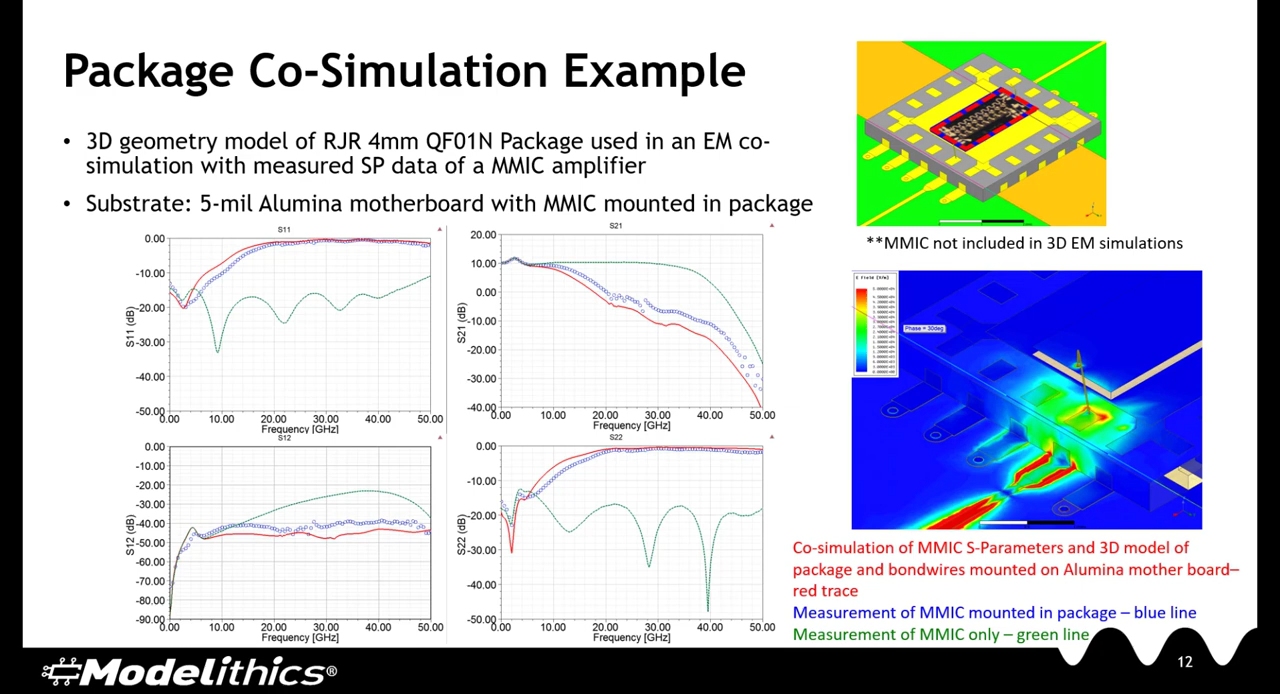 Package Co-Simulation Example
• 3D geometry model of RJR 4mm QF01N Package used in an EM co-
simulation with measured SP data of a MMIC amplifier
• Substrate: 5-mil Alumina motherboard with MMIC mounted in package
**MMIC not included in 3D EM simulations
S11
0.00
-10.00
-20.00
-30.00
-40.00
-50.00
S11 (dB)
0.00 10.00 20.00 30.00 40.00 50.00
Frequency [GHz]
S21
20.00
10.00
0.00
-10.00
-20.00
-30.00
-40.00
S21 (dB)
0.00 10.00 20.00 30.00 40.00 50.00
Frequency [GHz]
S12
0.00
-10.00
-20.00
-30.00
-40.00
-50.00
-60.00
-70.00
-80.00
-90.00
S12 (dB)
0.00 10.00 20.00 30.00 40.00 50.00
Frequency [GHz]
S22
0.00
-10.00
-20.00
-30.00
-40.00
-50.00
S22 (dB)
0.00 10.00 20.00 30.00 40.00 50.00
Frequency [GHz]
E Field [V/m]
Phase = 30deg
Co-simulation of MMIC S-Parameters and 3D model of
package and bondwires mounted on Alumina mother board–
red trace
Measurement of MMIC mounted in package – blue line
Measurement of MMIC only – green line
Modelithics®
12